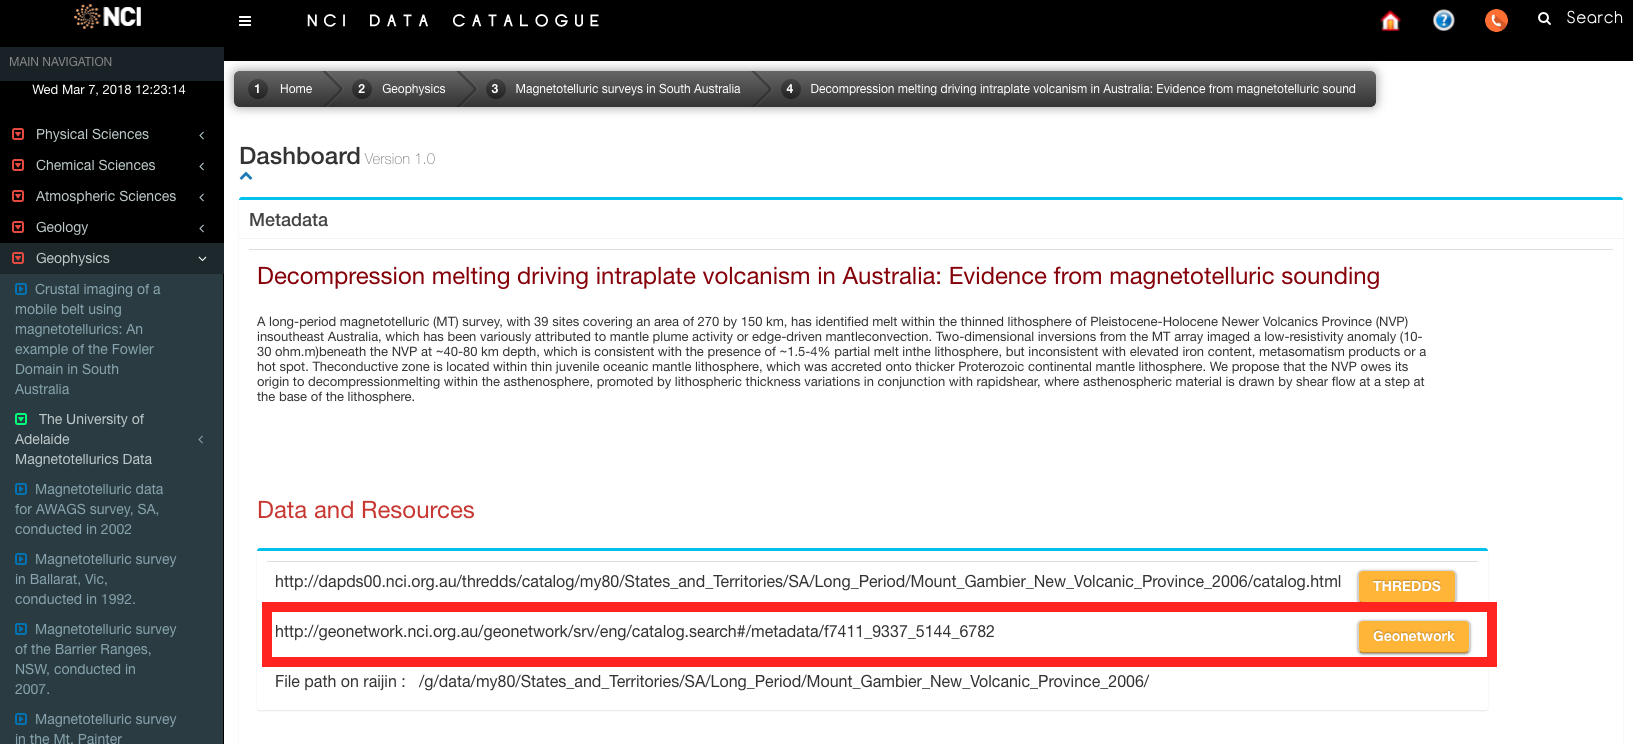 NCI
NCI DATA CATALOGUE
Search
MAIN NAVIGATION
Wed Mar 7, 2018 12:23:14
Physical Sciences
Chemical Sciences
Atmospheric Sciences
Geology
Geophysics
Crustal imaging of a
mobile belt using
magnetotellurics: An
example of the Fowler
Domain in South
Australia
The University of
Adelaide
Magnetotellurics Data
Magnetotelluric data
for AWAGS survey, SA,
conducted in 2002
Magnetotelluric survey
in Ballarat, Vic,
conducted in 1992.
Magnetotelluric survey
of the Barrier Ranges,
NSW, conducted in
2007.
Magnetotelluric survey
in the Mt. Painter
1 Home 2 Geophysics 3 Magnetotelluric surveys in South Australia 4 Decompression melting driving intraplate volcanism in Australia: Evidence from magnetotelluric sound
Dashboard Version 1.0
Metadata
Decompression melting driving intraplate volcanism in Australia: Evidence from magnetotelluric sounding
A long-period magnetotelluric (MT) survey, with 39 sites covering an area of 270 by 150 km, has identified melt within the thinned lithosphere of Pleistocene-Holocene Newer Volcanics Province (NVP)
insoutheast Australia, which has been variously attributed to mantle plume activity or edge-driven mantleconvection. Two-dimensional inversions from the MT array imaged a low-resistivity anomaly (10-
30 ohm.m)beneath the NVP at ~40-80 km depth, which is consistent with the presence of ~1.5-4% partial melt inthe lithosphere, but inconsistent with elevated iron content, metasomatism products or a
hot spot. Theconductive zone is located within thin juvenile oceanic mantle lithosphere, which was accreted onto thicker Proterozoic continental mantle lithosphere. We propose that the NVP owes its
origin to decompressionmelting within the asthenosphere, promoted by lithospheric thickness variations in conjunction with rapidshear, where asthenospheric material is drawn by shear flow at a step at
the base of the lithosphere.
Data and Resources
http://dapds00.nci.org.au/thredds/catalog/my80/States_and_Territories/SA/Long_Period/Mount_Gambier_New_Volcanic_Province_2006/catalog.html THREDDS
http://geonetwork.nci.org.au/geonetwork/srv/eng/catalog.search#/metadata/f7411_9337_5144_6782 Geonetwork
File path on raijin : /g/data/my80/States_and_Territories/SA/Long_Period/Mount_Gambier_New_Volcanic_Province_2006/